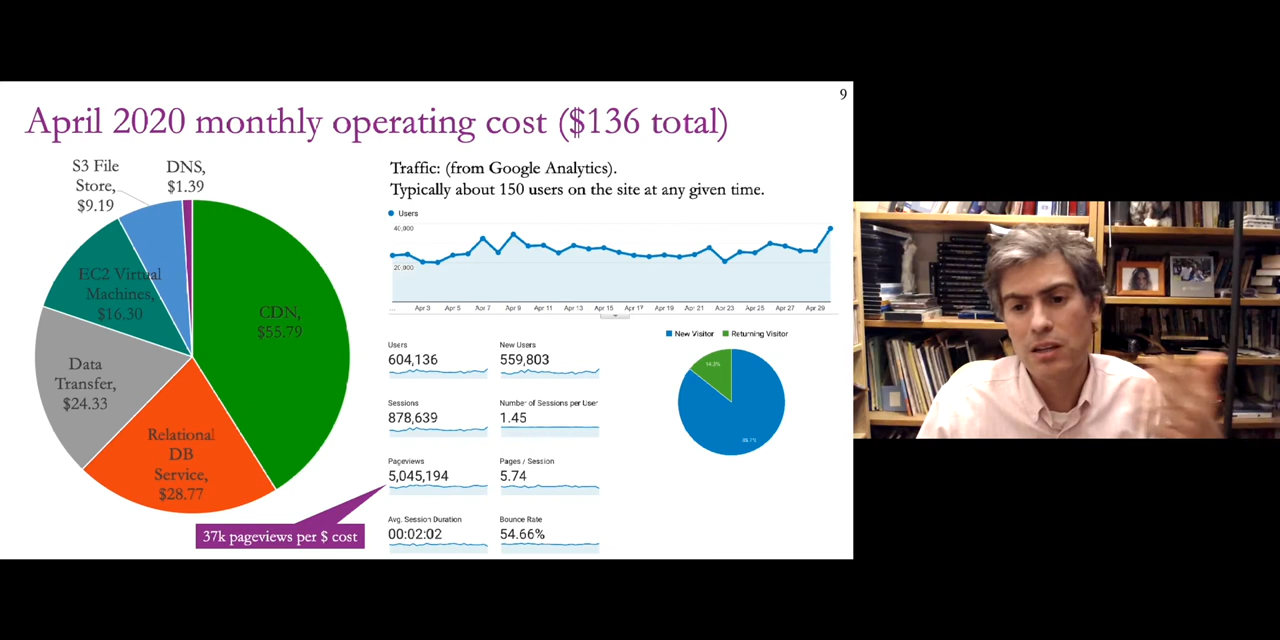 9
April 2020 monthly operating cost ($136 total)
S3 File
Store,
$9.19
DNS,
$1.39
EC2 Virtual
Machines,
$16.30
CDN,
$55.79
Data
Transfer,
$24.33
Relational
DB
Service,
$28.77
37k pageviews per $ cost
Traffic: (from Google Analytics).
Typically about 150 users on the site at any given time.
Users
40,000
20,000
... Apr 3 Apr 5 Apr 7 Apr 9 Apr 11 Apr 13 Apr 15 Apr 17 Apr 19 Apr 21 Apr 23 Apr 25 Apr 27 Apr 29
Users
604,136
New Users
559,803
Sessions
878,639
Number of Sessions per User
1.45
Pageviews
5,045,194
Pages / Session
5.74
Avg. Session Duration
00:02:02
Bounce Rate
54.66%
New Visitor Returning Visitor
14.3%
85.7%